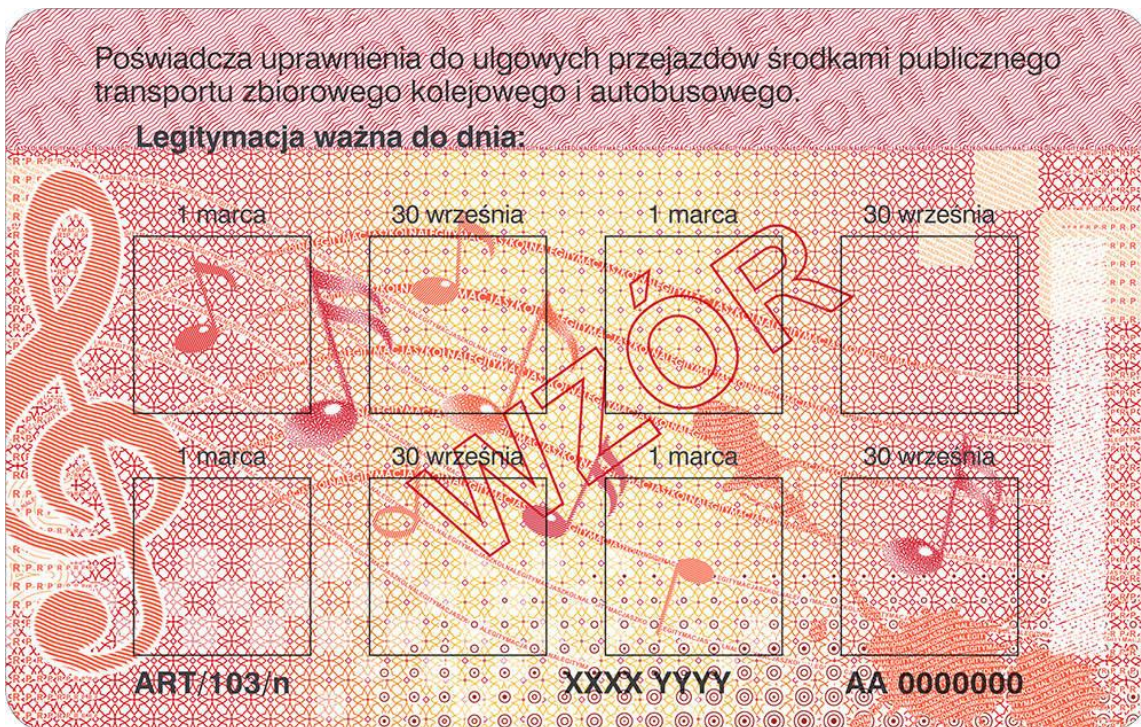 Poświadcza uprawnienia do ulgowych przejazdów środkami publicznego
transportu zbiorowego kolejowego i autobusowego.
Legitymacja ważna do dnia:
1 marca 30 września 1 marca 30 września
WZÓR
1 marca 30 września 1 marca 30 września
ART/103/n XXXX YYYY AA 0000000